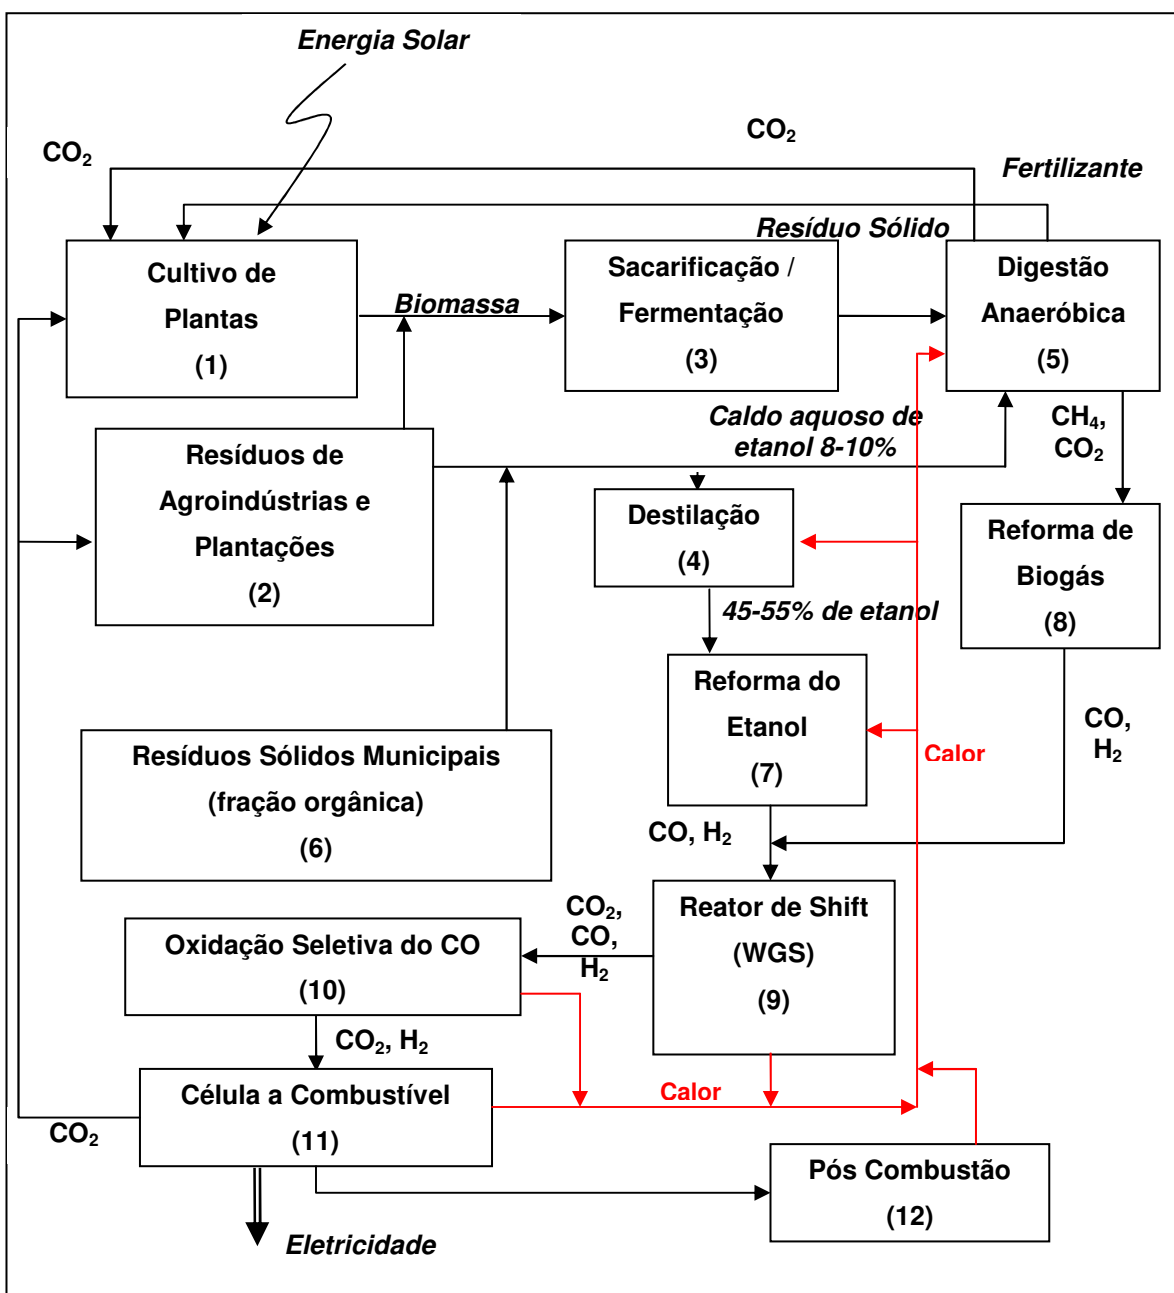 Energia Solar
CO₂
CO₂
Fertilizante
Resíduo Sólido
Cultivo de
Plantas
(1)
Biomassa
Sacarificação /
Fermentação
(3)
Digestão
Anaeróbica
(5)
Caldo aquoso de
etanol 8-10%
CH₄,
CO₂
Resíduos de
Agroindústrias e
Plantações
(2)
Destilação
(4)
Reforma de
Biogás
(8)
45-55% de etanol
Reforma do
Etanol
(7)
CO,
H₂
Calor
Resíduos Sólidos Municipais
(fração orgânica)
(6)
CO, H₂
Reator de Shift
(WGS)
(9)
CO₂,
CO,
H₂
Oxidação Seletiva do CO
(10)
CO₂, H₂
Célula a Combustível
(11)
Calor
CO₂
Pós Combustão
(12)
Eletricidade